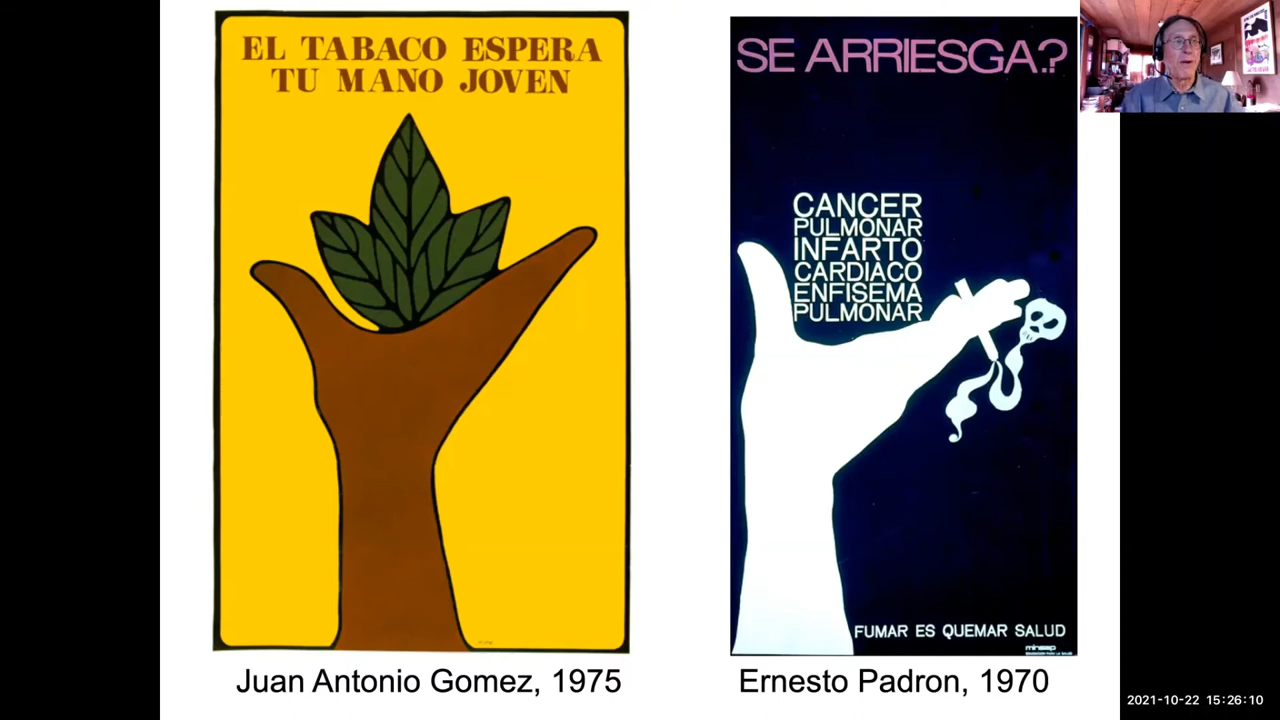 EL TABACO ESPERA
TU MANO JOVEN
Juan Antonio Gomez, 1975
SE ARRIESGA.?
CANCER
PULMONAR
INFARTO
CARDIACO
ENFISEMA
PULMONAR
FUMAR ES QUEMAR SALUD
minsap
Ernesto Padron, 1970
2021-10-22 15:26:10